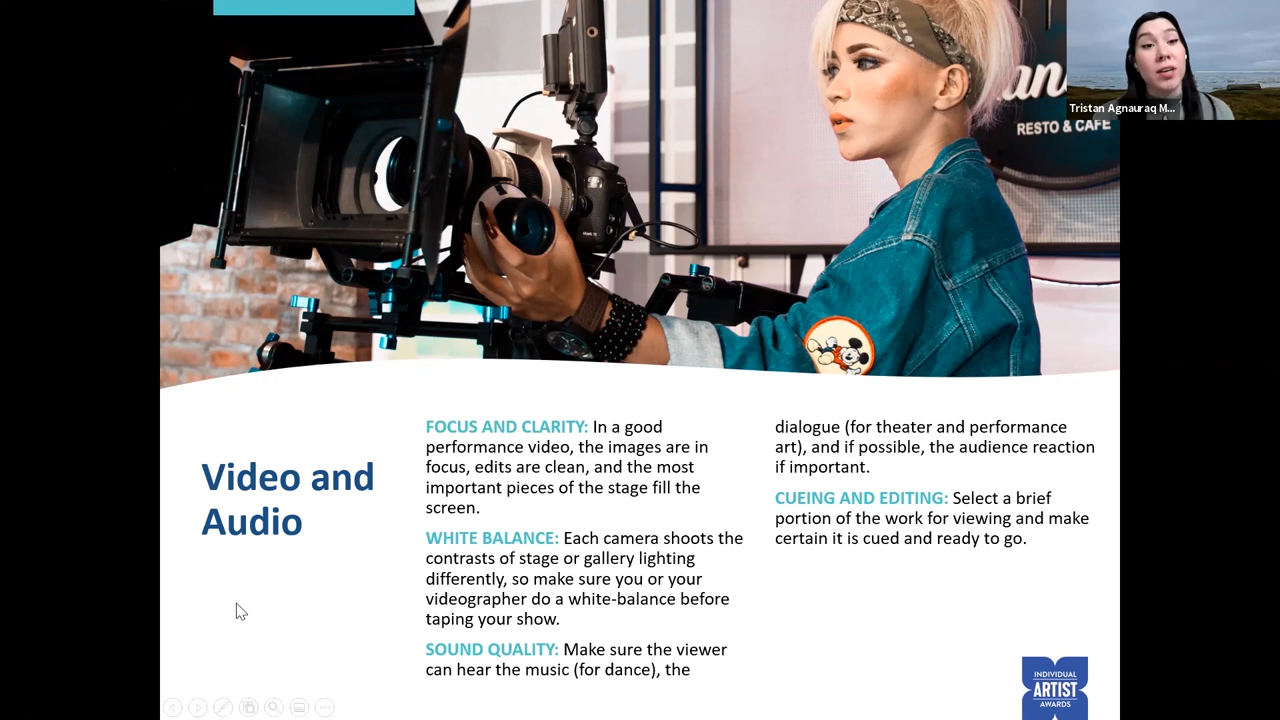 RESTO & CAFE
Tristan Agnauraq M...
Video and
Audio
FOCUS AND CLARITY: In a good
performance video, the images are in
focus, edits are clean, and the most
important pieces of the stage fill the
screen.
WHITE BALANCE: Each camera shoots the
contrasts of stage or gallery lighting
differently, so make sure you or your
videographer do a white-balance before
taping your show.
SOUND QUALITY: Make sure the viewer
can hear the music (for dance), the
dialogue (for theater and performance
art), and if possible, the audience reaction
if important.
CUEING AND EDITING: Select a brief
portion of the work for viewing and make
certain it is cued and ready to go.
INDIVIDUAL
ARTIST
AWARDS